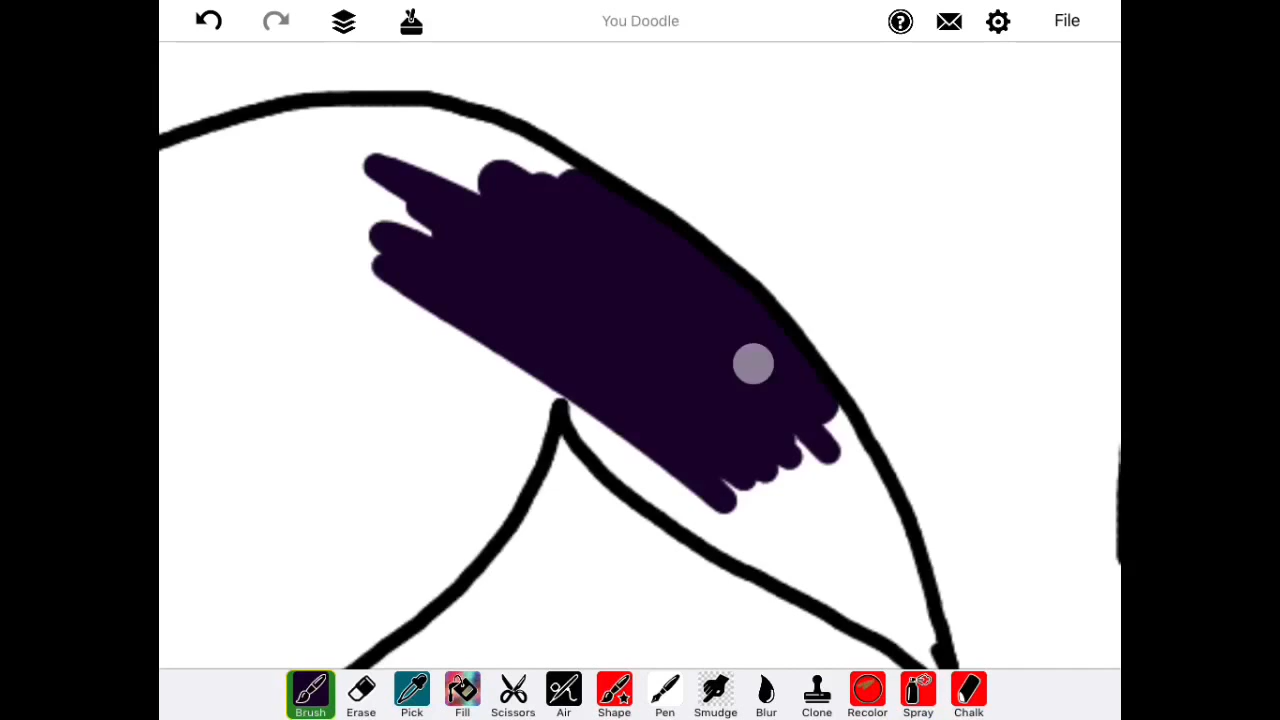 You Doodle
File
Brush Erase Pick Fill Scissors Air Shape Pen Smudge Blur Clone Recolor Spray Chalk